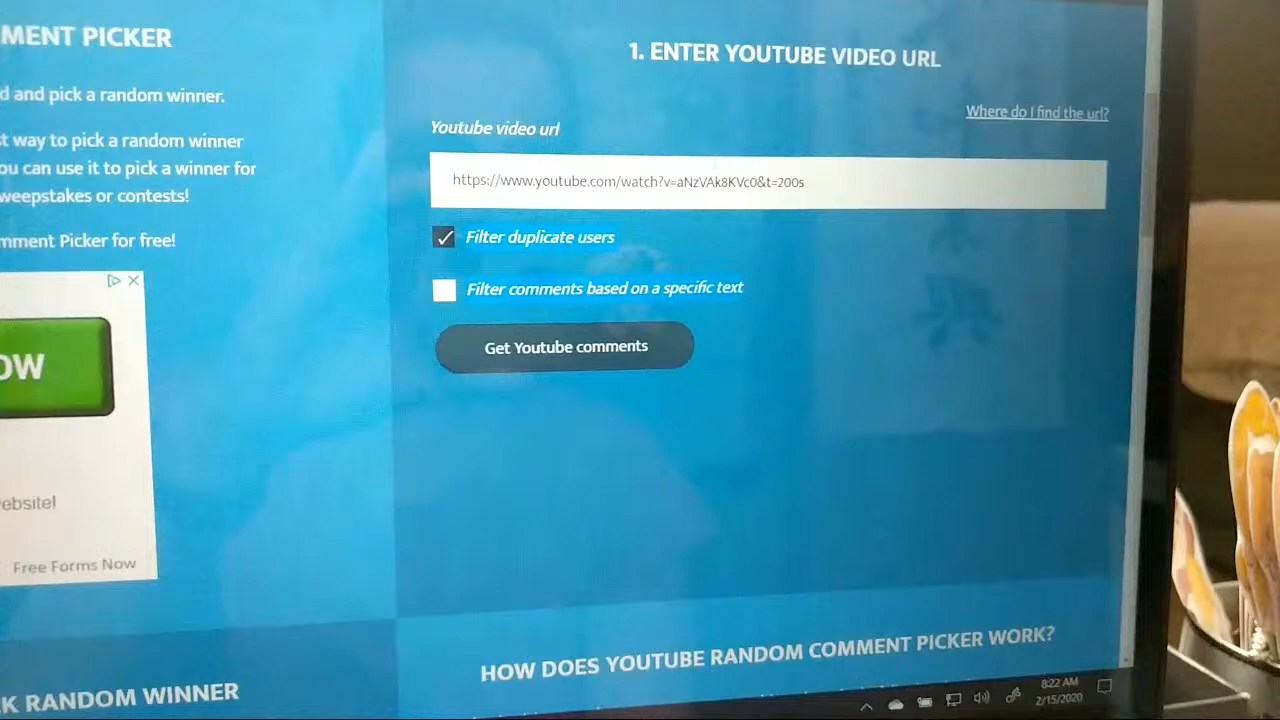 MENT PICKER
d and pick a random winner.
t way to pick a random winner
ou can use it to pick a winner for
weepstakes or contests!
mment Picker for free!
OW
ebsite!
Free Forms Now
K RANDOM WINNER
1. ENTER YOUTUBE VIDEO URL
Where do I find the url?
Youtube video url
https://www.youtube.com/watch?v=aNzVAk8KVc0&t=200s
Filter duplicate users
Filter comments based on a specific text
Get Youtube comments
HOW DOES YOUTUBE RANDOM COMMENT PICKER WORK?
8:22 AM
2/15/2020